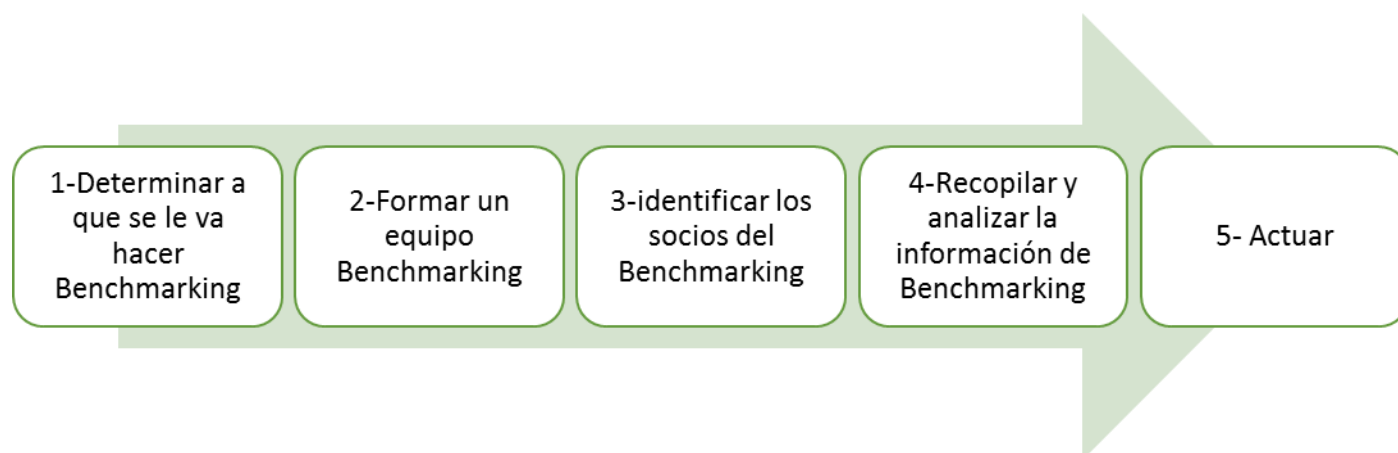 1-Determinar a
que se le va
hacer
Benchmarking
2-Formar un
equipo
Benchmarking
3-identificar los
socios del
Benchmarking
4-Recopilar y
analizar la
información de
Benchmarking
5- Actuar